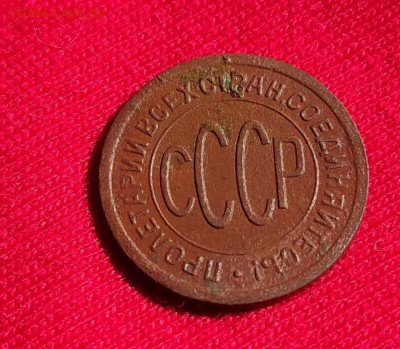 ПРОЛЕТАРИИ ВСЕХ СТРАН, СОЕДИНЯЙТЕСЬ!
СССР